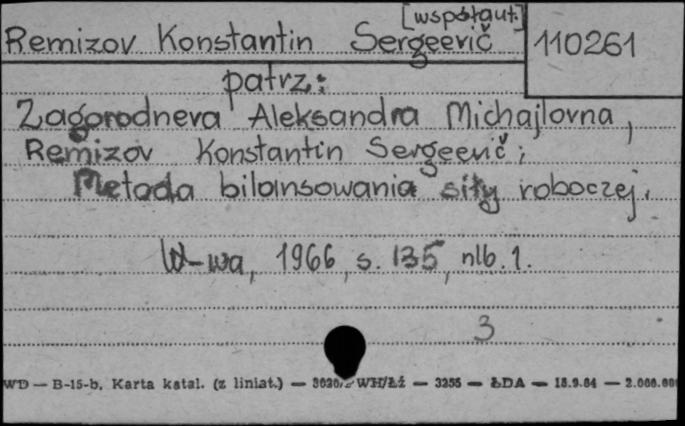 [współaut.]
Remizov Konstantin Sergeevič 110261
patrz:
Zagorodneva Aleksandra Michajlovna,
Remizov Konstantin Sergeevič;
Metoda bilansowania siły roboczej.
W-wa, 1966, s. 135, nlb. 1.
3
WD — B-15-b, Karta katal. (z liniat.) — WH/Łź — 3255 — ŁDA — 18.9.64 — 2.000.000